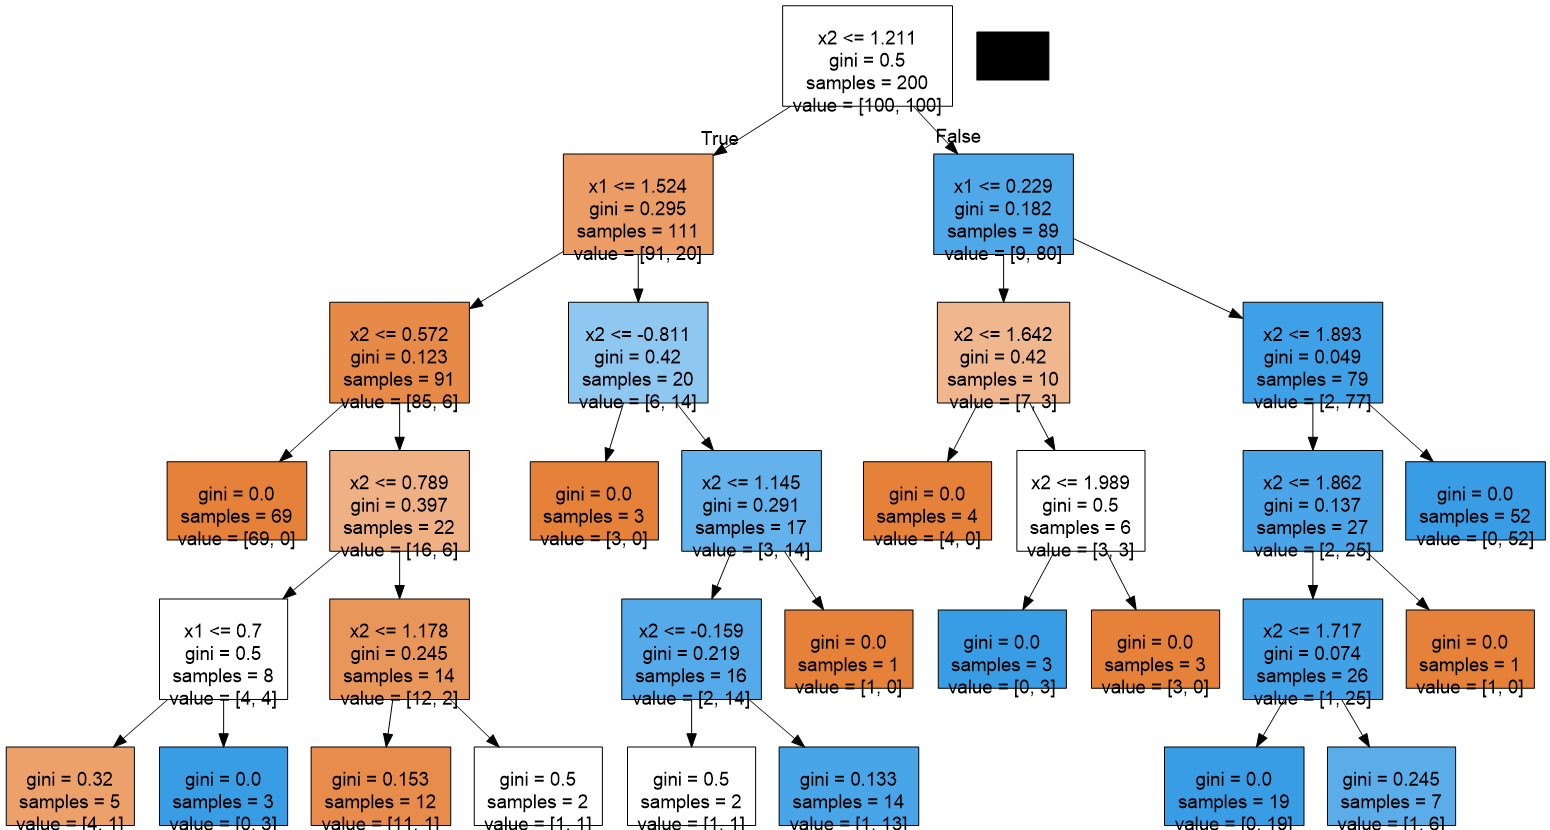 x2 <= 1.211
gini = 0.5
samples = 200
value = [100, 100]
True
False
x1 <= 1.524
gini = 0.295
samples = 111
value = [91, 20]
x1 <= 0.229
gini = 0.182
samples = 89
value = [9, 80]
x2 <= 0.572
gini = 0.123
samples = 91
value = [85, 6]
x2 <= -0.811
gini = 0.42
samples = 20
value = [6, 14]
x2 <= 1.642
gini = 0.42
samples = 10
value = [7, 3]
x2 <= 1.893
gini = 0.049
samples = 79
value = [2, 77]
gini = 0.0
samples = 69
value = [69, 0]
x2 <= 0.789
gini = 0.397
samples = 22
value = [16, 6]
gini = 0.0
samples = 3
value = [3, 0]
x2 <= 1.145
gini = 0.291
samples = 17
value = [3, 14]
gini = 0.0
samples = 4
value = [4, 0]
x2 <= 1.989
gini = 0.5
samples = 6
value = [3, 3]
x2 <= 1.862
gini = 0.137
samples = 27
value = [2, 25]
gini = 0.0
samples = 52
value = [0, 52]
x1 <= 0.7
gini = 0.5
samples = 8
value = [4, 4]
x2 <= 1.178
gini = 0.245
samples = 14
value = [12, 2]
x2 <= -0.159
gini = 0.219
samples = 16
value = [2, 14]
gini = 0.0
samples = 1
value = [1, 0]
gini = 0.0
samples = 3
value = [0, 3]
gini = 0.0
samples = 3
value = [3, 0]
x2 <= 1.717
gini = 0.074
samples = 26
value = [1, 25]
gini = 0.0
samples = 1
value = [1, 0]
gini = 0.32
samples = 5
value = [4, 1]
gini = 0.0
samples = 3
value = [0, 3]
gini = 0.153
samples = 12
value = [11, 1]
gini = 0.5
samples = 2
value = [1, 1]
gini = 0.5
samples = 2
value = [1, 1]
gini = 0.133
samples = 14
value = [1, 13]
gini = 0.0
samples = 19
value = [0, 19]
gini = 0.245
samples = 7
value = [1, 6]